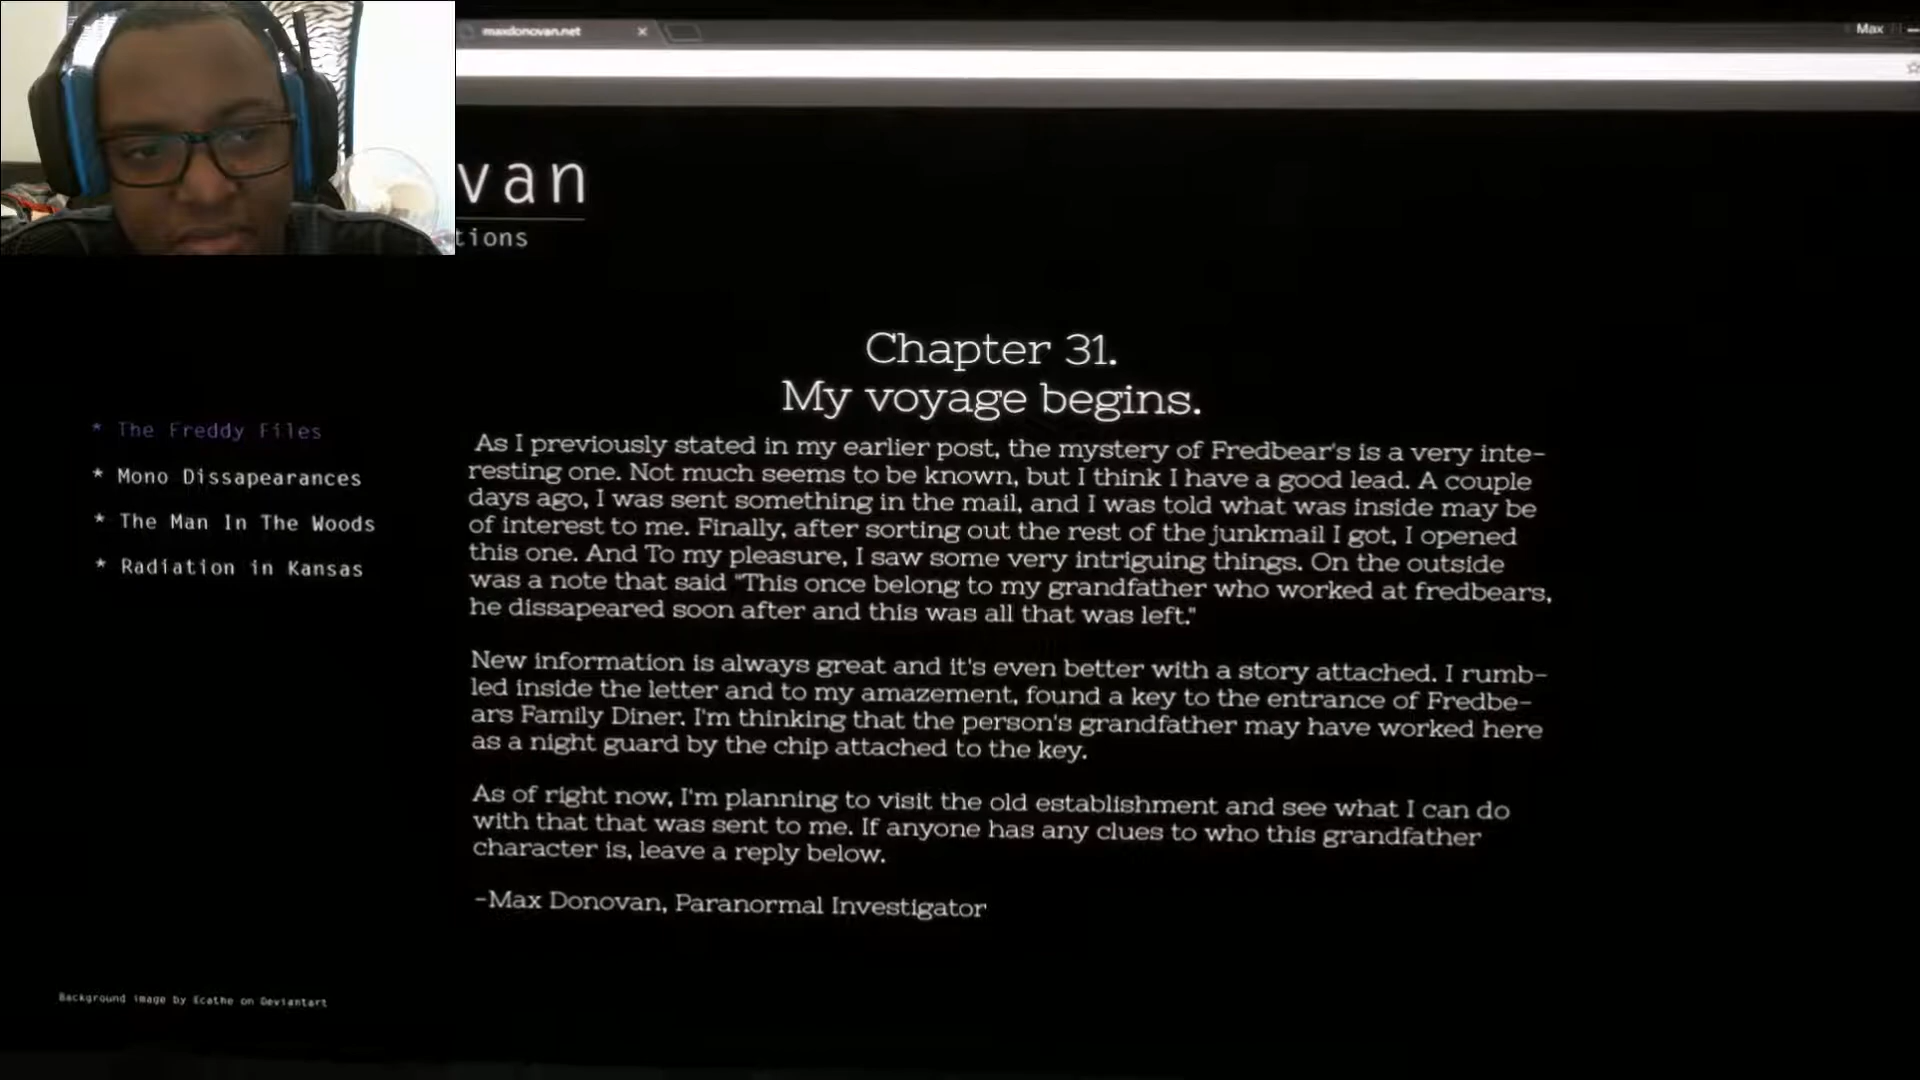 maxdonovan.net
Max
van
tions
Chapter 31.
My voyage begins.
* The Freddy Files
* Mono Dissapearances
* The Man In The Woods
* Radiation in Kansas
As I previously stated in my earlier post, the mystery of Fredbear's is a very inte-
resting one. Not much seems to be known, but I think I have a good lead. A couple
days ago, I was sent something in the mail, and I was told what was inside may be
of interest to me. Finally, after sorting out the rest of the junkmail I got, I opened
this one. And To my pleasure, I saw some very intriguing things. On the outside
was a note that said "This once belong to my grandfather who worked at fredbears,
he dissapeared soon after and this was all that was left."
New information is always great and it's even better with a story attached. I rumb-
led inside the letter and to my amazement, found a key to the entrance of Fredbe-
ars Family Diner. I'm thinking that the person's grandfather may have worked here
as a night guard by the chip attached to the key.
As of right now, I'm planning to visit the old establishment and see what I can do
with that that was sent to me. If anyone has any clues to who this grandfather
character is, leave a reply below.
-Max Donovan, Paranormal Investigator
Background image by Ecathe on Deviantart